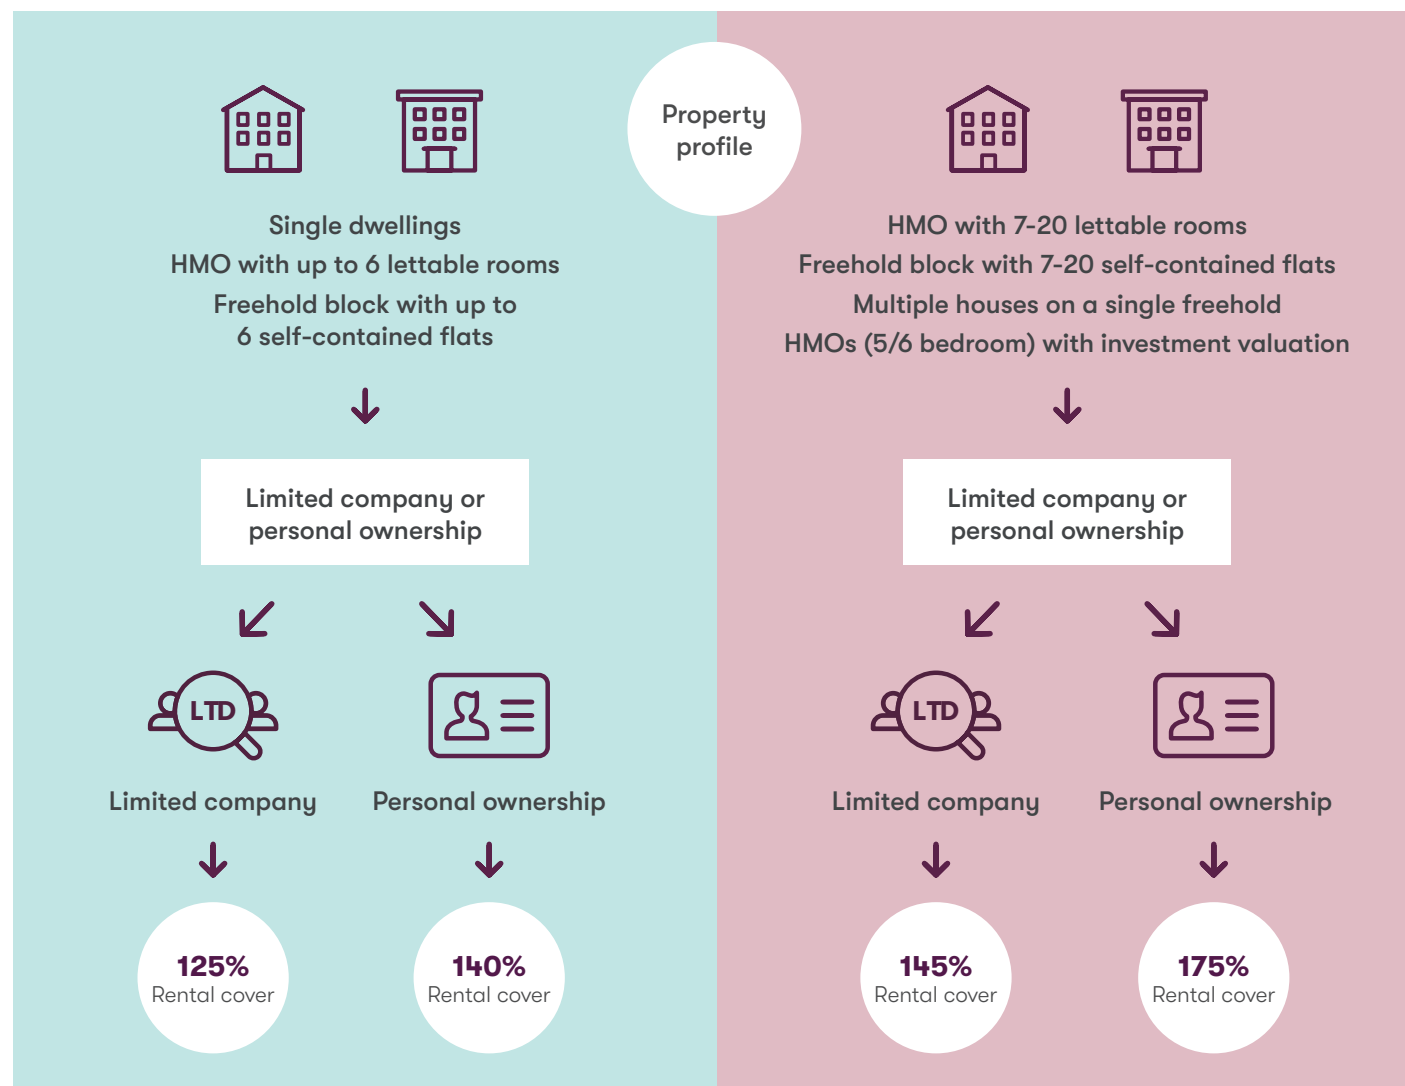 Property
profile
Single dwellings
HMO with up to 6 lettable rooms
Freehold block with up to
6 self-contained flats
Limited company or
personal ownership
LTD
Limited company
Personal ownership
125%
Rental cover
140%
Rental cover
HMO with 7-20 lettable rooms
Freehold block with 7-20 self-contained flats
Multiple houses on a single freehold
HMOs (5/6 bedroom) with investment valuation
Limited company or
personal ownership
LTD
Limited company
Personal ownership
145%
Rental cover
175%
Rental cover